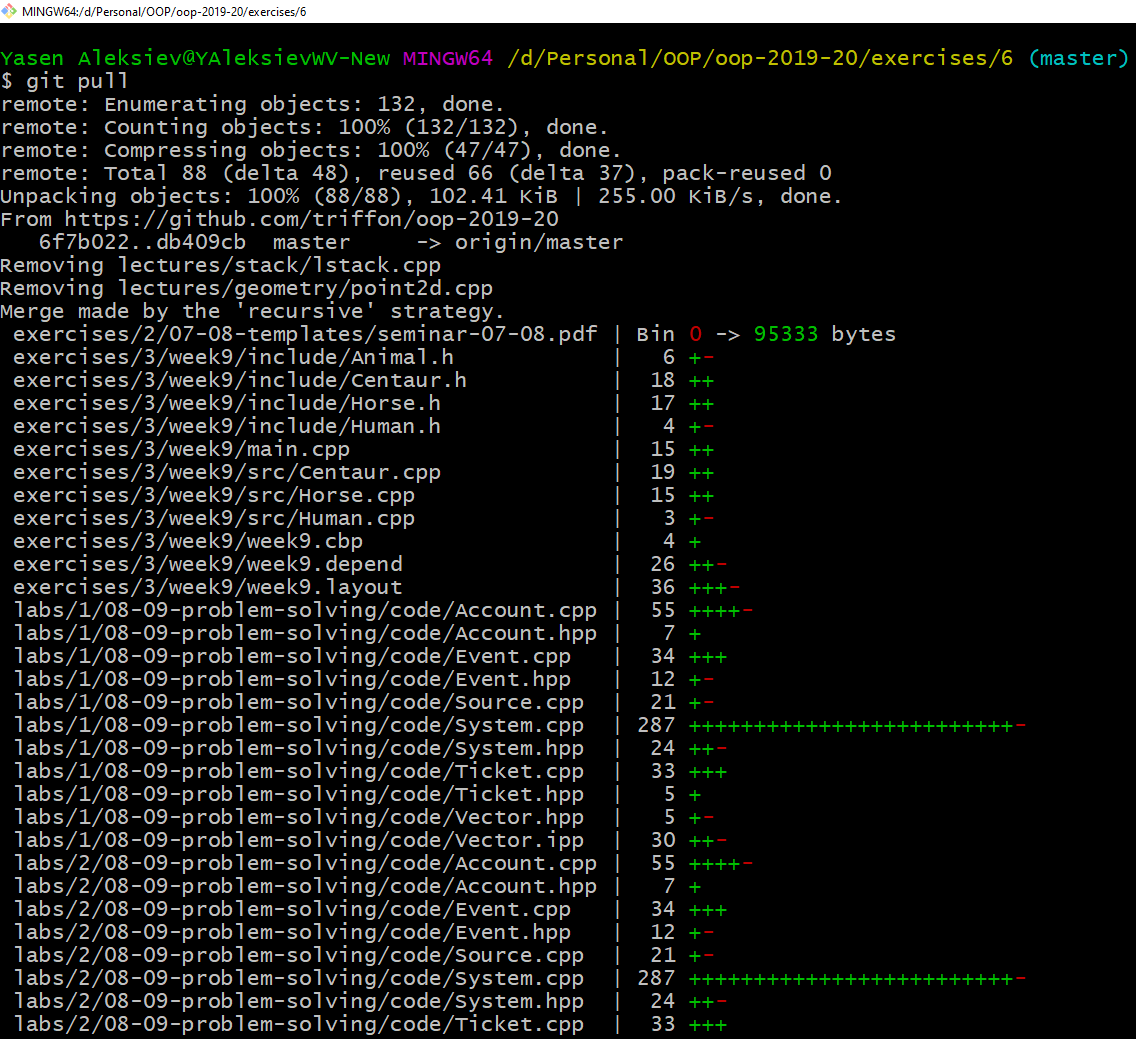 MINGW64:/d/Personal/OOP/oop-2019-20/exercises/6
Yasen Aleksiev@YAleksievWV-New MINGW64 /d/Personal/OOP/oop-2019-20/exercises/6 (master)
$ git pull
remote: Enumerating objects: 132, done.
remote: Counting objects: 100% (132/132), done.
remote: Compressing objects: 100% (47/47), done.
remote: Total 88 (delta 48), reused 66 (delta 37), pack-reused 0
Unpacking objects: 100% (88/88), 102.41 KiB | 255.00 KiB/s, done.
From https://github.com/triffon/oop-2019-20
   6f7b022..db409cb  master     -> origin/master
Removing lectures/stack/lstack.cpp
Removing lectures/geometry/point2d.cpp
Merge made by the 'recursive' strategy.
 exercises/2/07-08-templates/seminar-07-08.pdf | Bin 0 -> 95333 bytes
 exercises/3/week9/include/Animal.h            |   6 +-
 exercises/3/week9/include/Centaur.h           |  18 ++
 exercises/3/week9/include/Horse.h             |  17 ++
 exercises/3/week9/include/Human.h             |   4 +-
 exercises/3/week9/main.cpp                    |  15 ++
 exercises/3/week9/src/Centaur.cpp             |  19 ++
 exercises/3/week9/src/Horse.cpp               |  15 ++
 exercises/3/week9/src/Human.cpp               |   3 +-
 exercises/3/week9/week9.cbp                   |   4 +
 exercises/3/week9/week9.depend                |  26 ++-
 exercises/3/week9/week9.layout                |  36 +++-
 labs/1/08-09-problem-solving/code/Account.cpp |  55 ++++-
 labs/1/08-09-problem-solving/code/Account.hpp |   7 +
 labs/1/08-09-problem-solving/code/Event.cpp   |  34 +++
 labs/1/08-09-problem-solving/code/Event.hpp   |  12 +-
 labs/1/08-09-problem-solving/code/Source.cpp  |  21 +-
 labs/1/08-09-problem-solving/code/System.cpp  | 287 +++++++++++++++++++++++++-
 labs/1/08-09-problem-solving/code/System.hpp  |  24 ++-
 labs/1/08-09-problem-solving/code/Ticket.cpp  |  33 +++
 labs/1/08-09-problem-solving/code/Ticket.hpp  |   5 +
 labs/1/08-09-problem-solving/code/Vector.hpp  |   5 +-
 labs/1/08-09-problem-solving/code/Vector.ipp  |  30 ++-
 labs/2/08-09-problem-solving/code/Account.cpp |  55 ++++-
 labs/2/08-09-problem-solving/code/Account.hpp |   7 +
 labs/2/08-09-problem-solving/code/Event.cpp   |  34 +++
 labs/2/08-09-problem-solving/code/Event.hpp   |  12 +-
 labs/2/08-09-problem-solving/code/Source.cpp  |  21 +-
 labs/2/08-09-problem-solving/code/System.cpp  | 287 +++++++++++++++++++++++++-
 labs/2/08-09-problem-solving/code/System.hpp  |  24 ++-
 labs/2/08-09-problem-solving/code/Ticket.cpp  |  33 +++